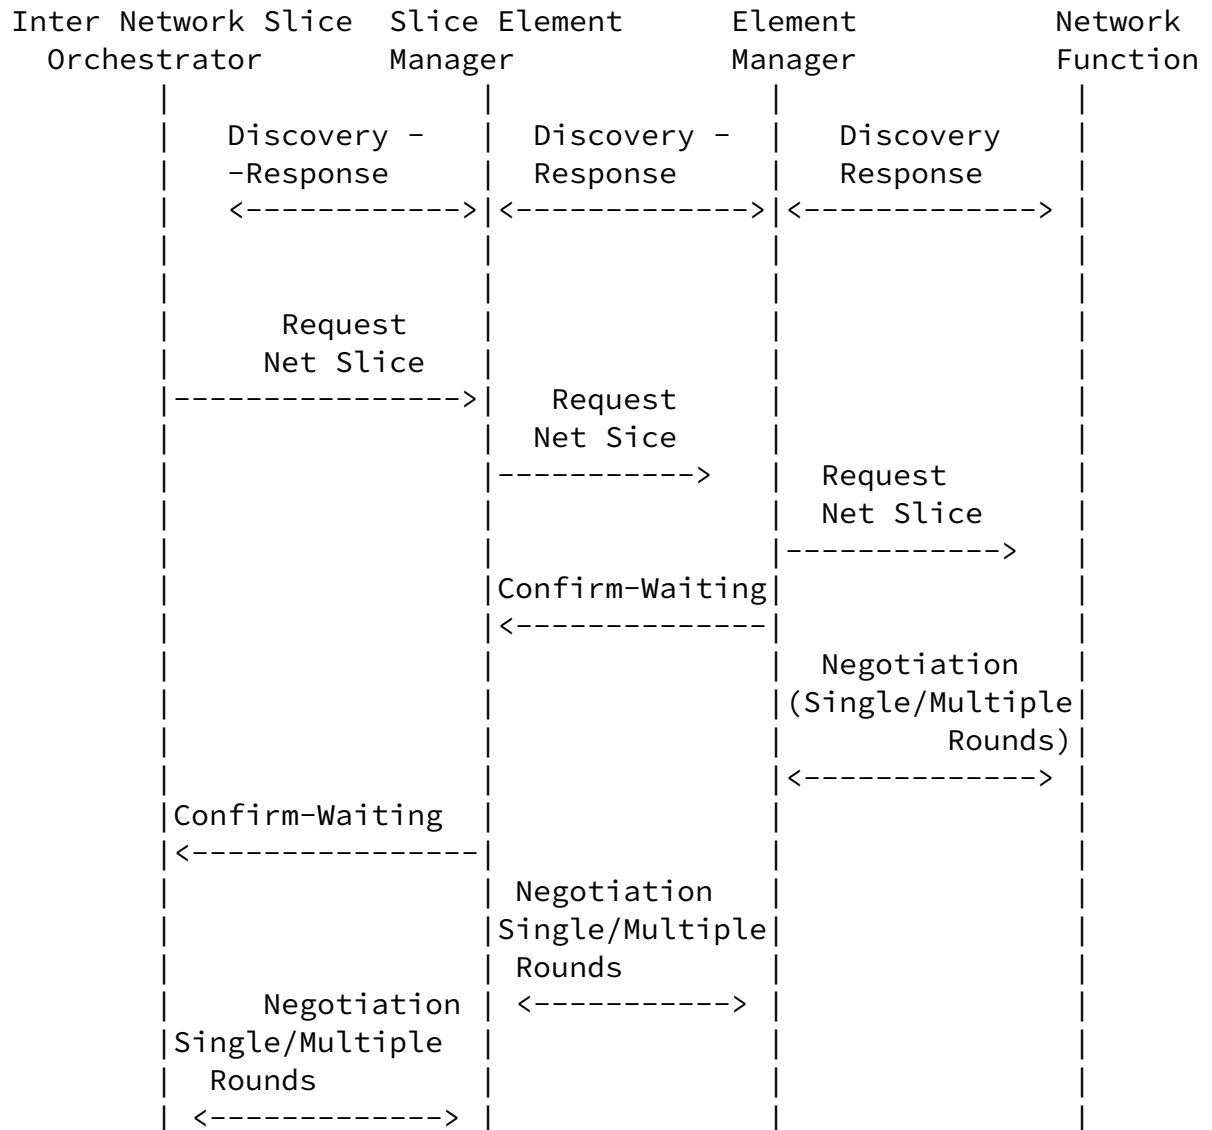 Inter Network Slice  Slice Element      Element           Network
Orchestrator       Manager            Manager           Function
Discovery -      Discovery -      Discovery
-Response        Response         Response
Request
Net Slice
Request
Net Sice
Request
Net Slice
Confirm-Waiting
Negotiation
(Single/Multiple
Rounds)
Confirm-Waiting
Negotiation
Single/Multiple
Rounds
Negotiation
Single/Multiple
Rounds